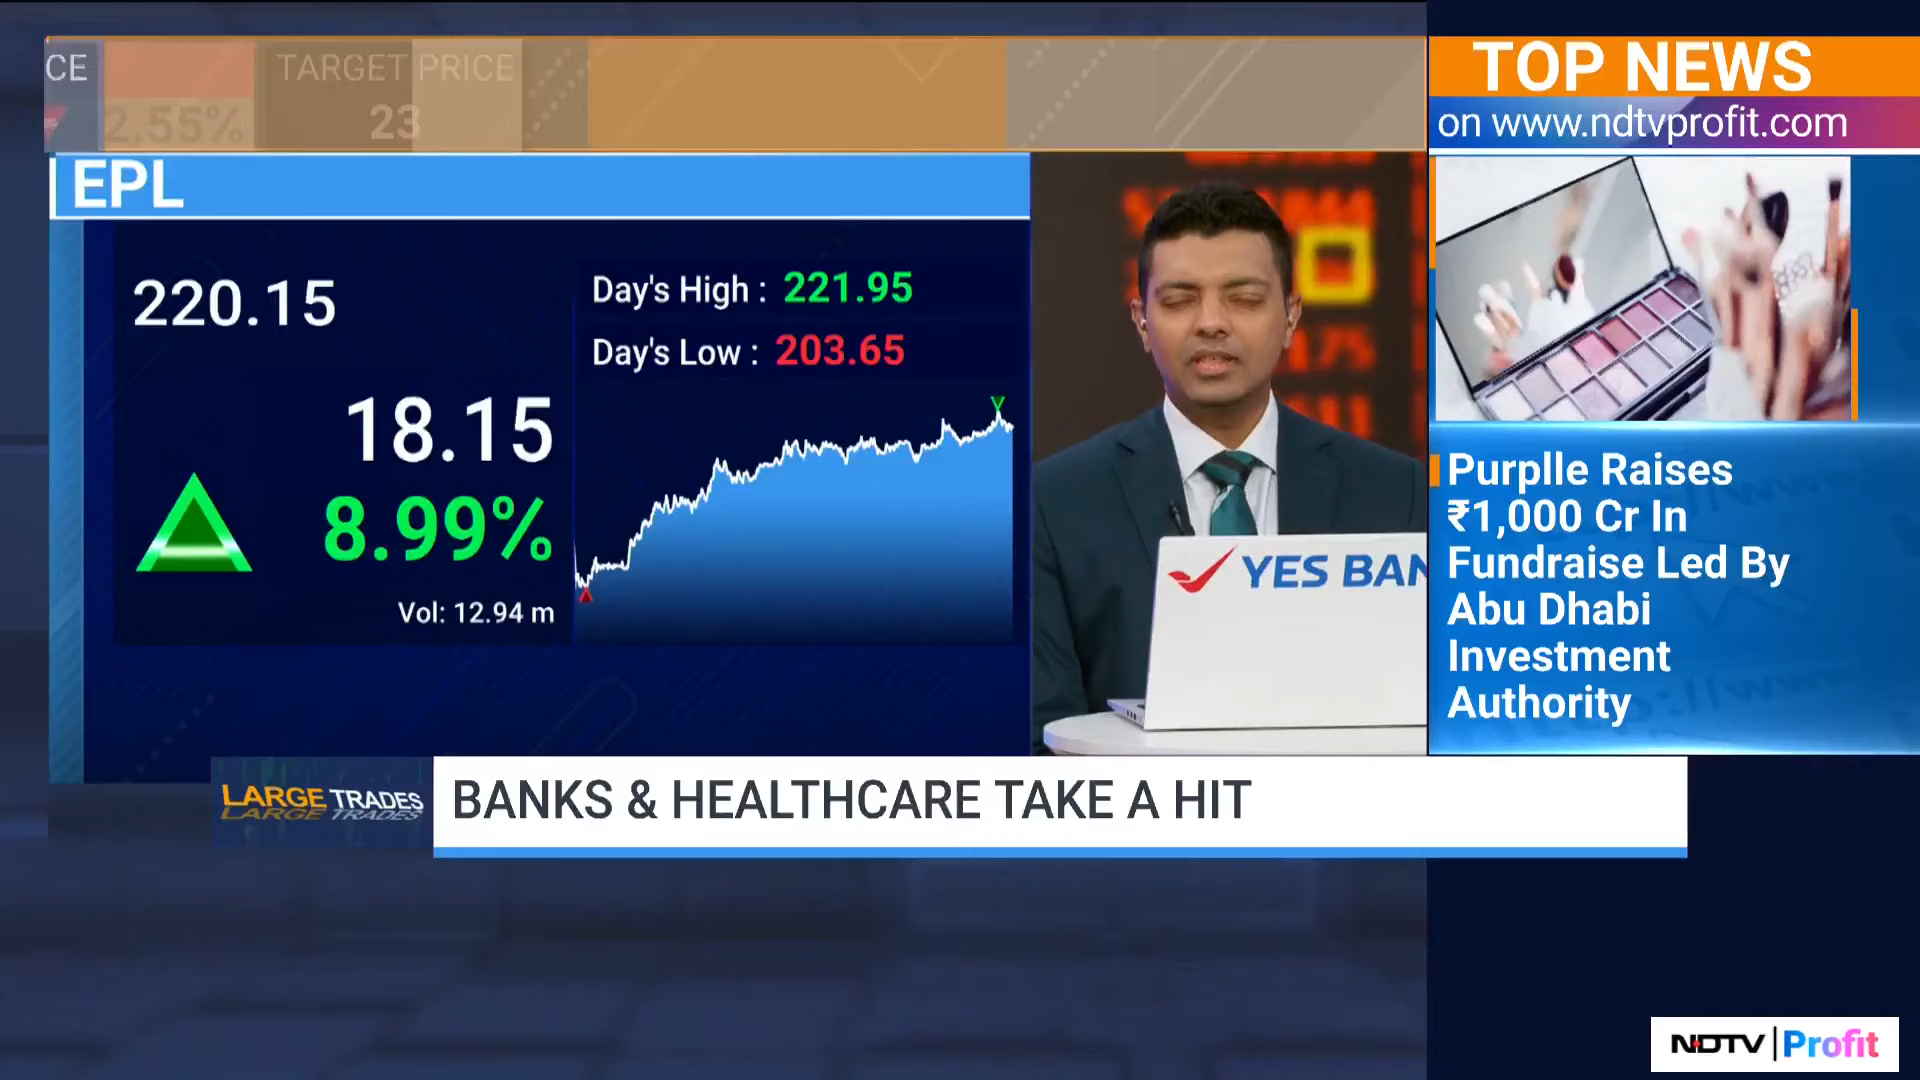 CE
2.55%
TARGET PRICE
23
EPL
220.15
18.15
8.99%
Vol: 12.94 m
Day's High : 221.95
Day's Low : 203.65
YES BAN
TOP NEWS
on www.ndtvprofit.com
Purplle Raises
₹1,000 Cr In
Fundraise Led By
Abu Dhabi
Investment
Authority
LARGE TRADES
BANKS & HEALTHCARE TAKE A HIT
NDTV | Profit